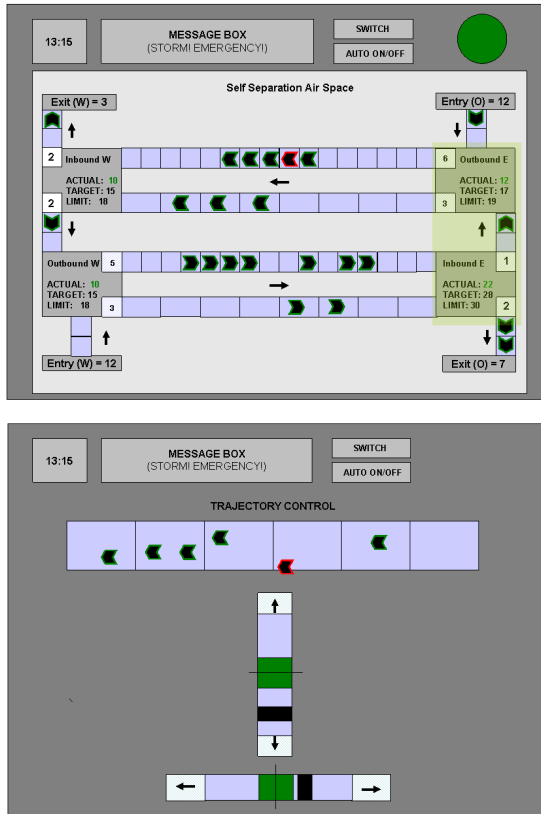 13:15
MESSAGE BOX
(STORM! EMERGENCY!)
SWITCH
AUTO ON/OFF
Self Separation Air Space
Exit (W) = 3
Entry (O) = 12
2
Inbound W
ACTUAL: 10
TARGET: 15
LIMIT: 18
2
6
Outbound E
ACTUAL: 12
TARGET: 17
LIMIT: 19
3
Outbound W
5
ACTUAL: 10
TARGET: 15
LIMIT: 18
3
Inbound E
1
ACTUAL: 22
TARGET: 28
LIMIT: 30
2
Entry (W) = 12
Exit (O) = 7
13:15
MESSAGE BOX
(STORM! EMERGENCY!)
SWITCH
AUTO ON/OFF
TRAJECTORY CONTROL